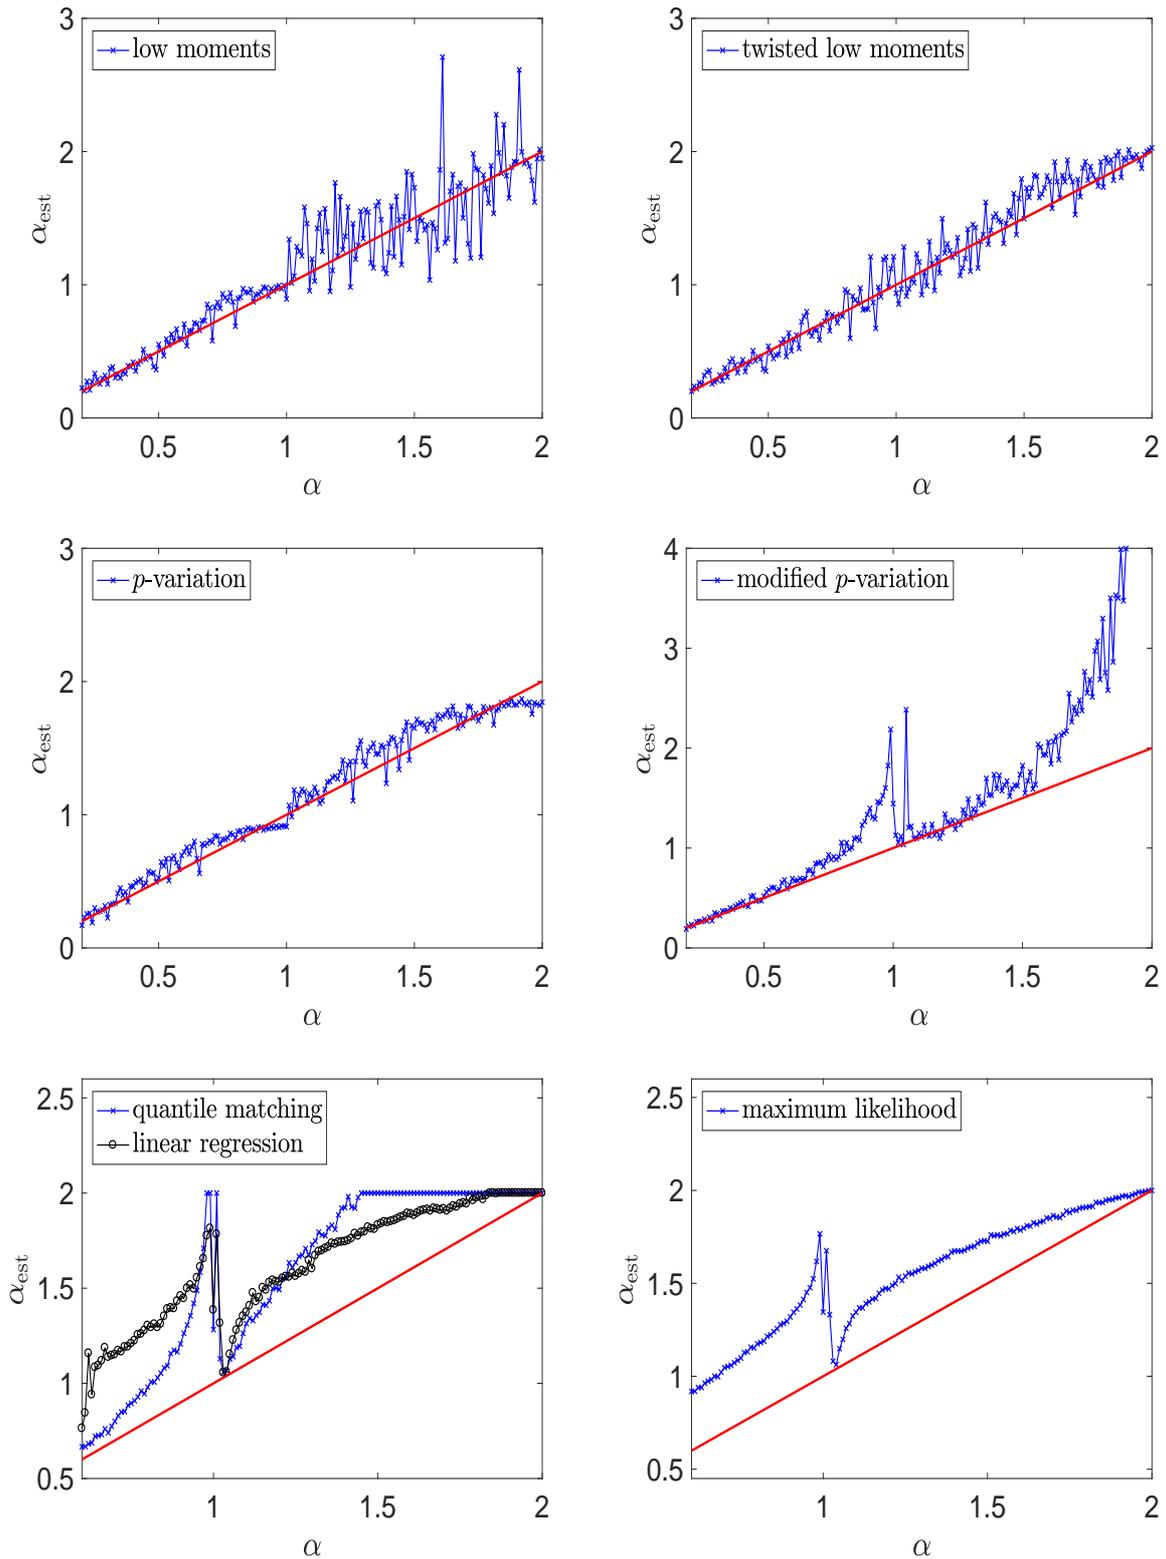 low moments
3
2
1
0
α_est
0.5 1 1.5 2
α
twisted low moments
3
2
1
0
α_est
0.5 1 1.5 2
α
p-variation
3
2
1
0
α_est
0.5 1 1.5 2
α
modified p-variation
4
3
2
1
0
α_est
0.5 1 1.5 2
α
quantile matching
linear regression
2.5
2
1.5
1
0.5
α_est
1 1.5 2
α
maximum likelihood
2.5
2
1.5
1
0.5
α_est
1 1.5 2
α